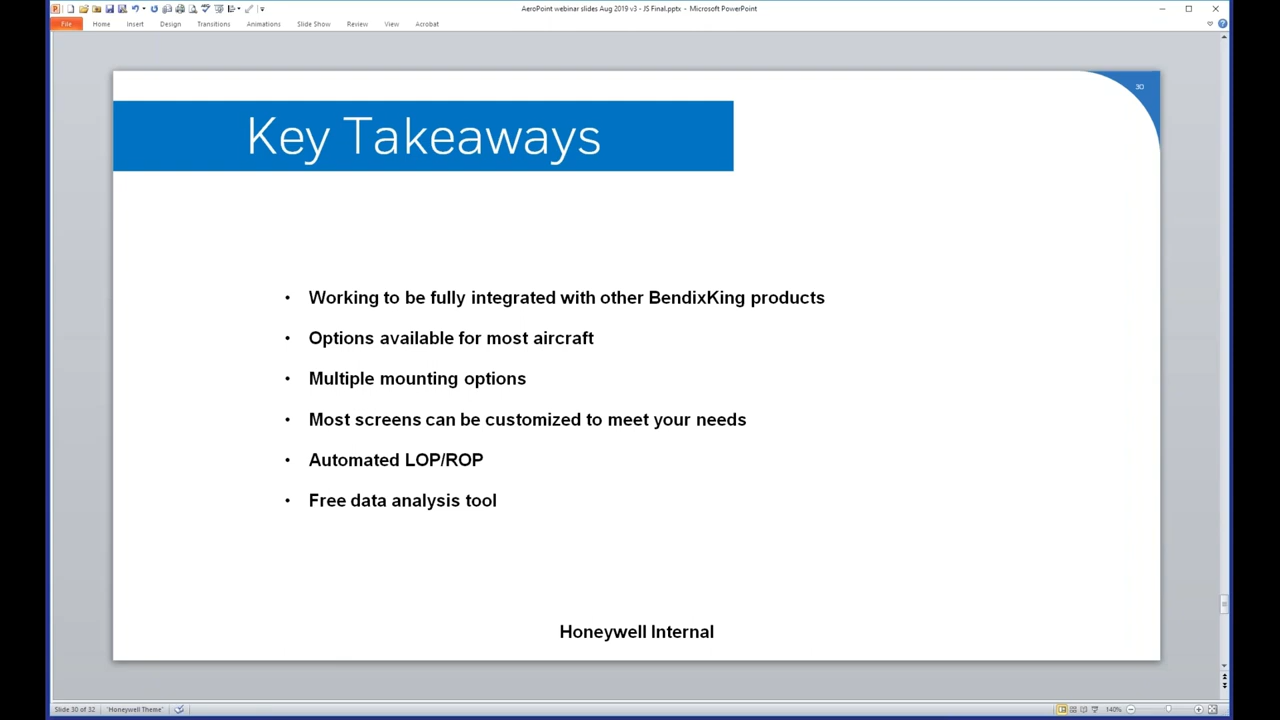 AeroPoint webinar slides Aug 2019 v3 - JS Final.pptx - Microsoft PowerPoint
File Home Insert Design Transitions Animations Slide Show Review View Acrobat
30
Key Takeaways
• Working to be fully integrated with other BendixKing products
• Options available for most aircraft
• Multiple mounting options
• Most screens can be customized to meet your needs
• Automated LOP/ROP
• Free data analysis tool
Honeywell Internal
Slide 30 of 32 "Honeywell Theme" 140%